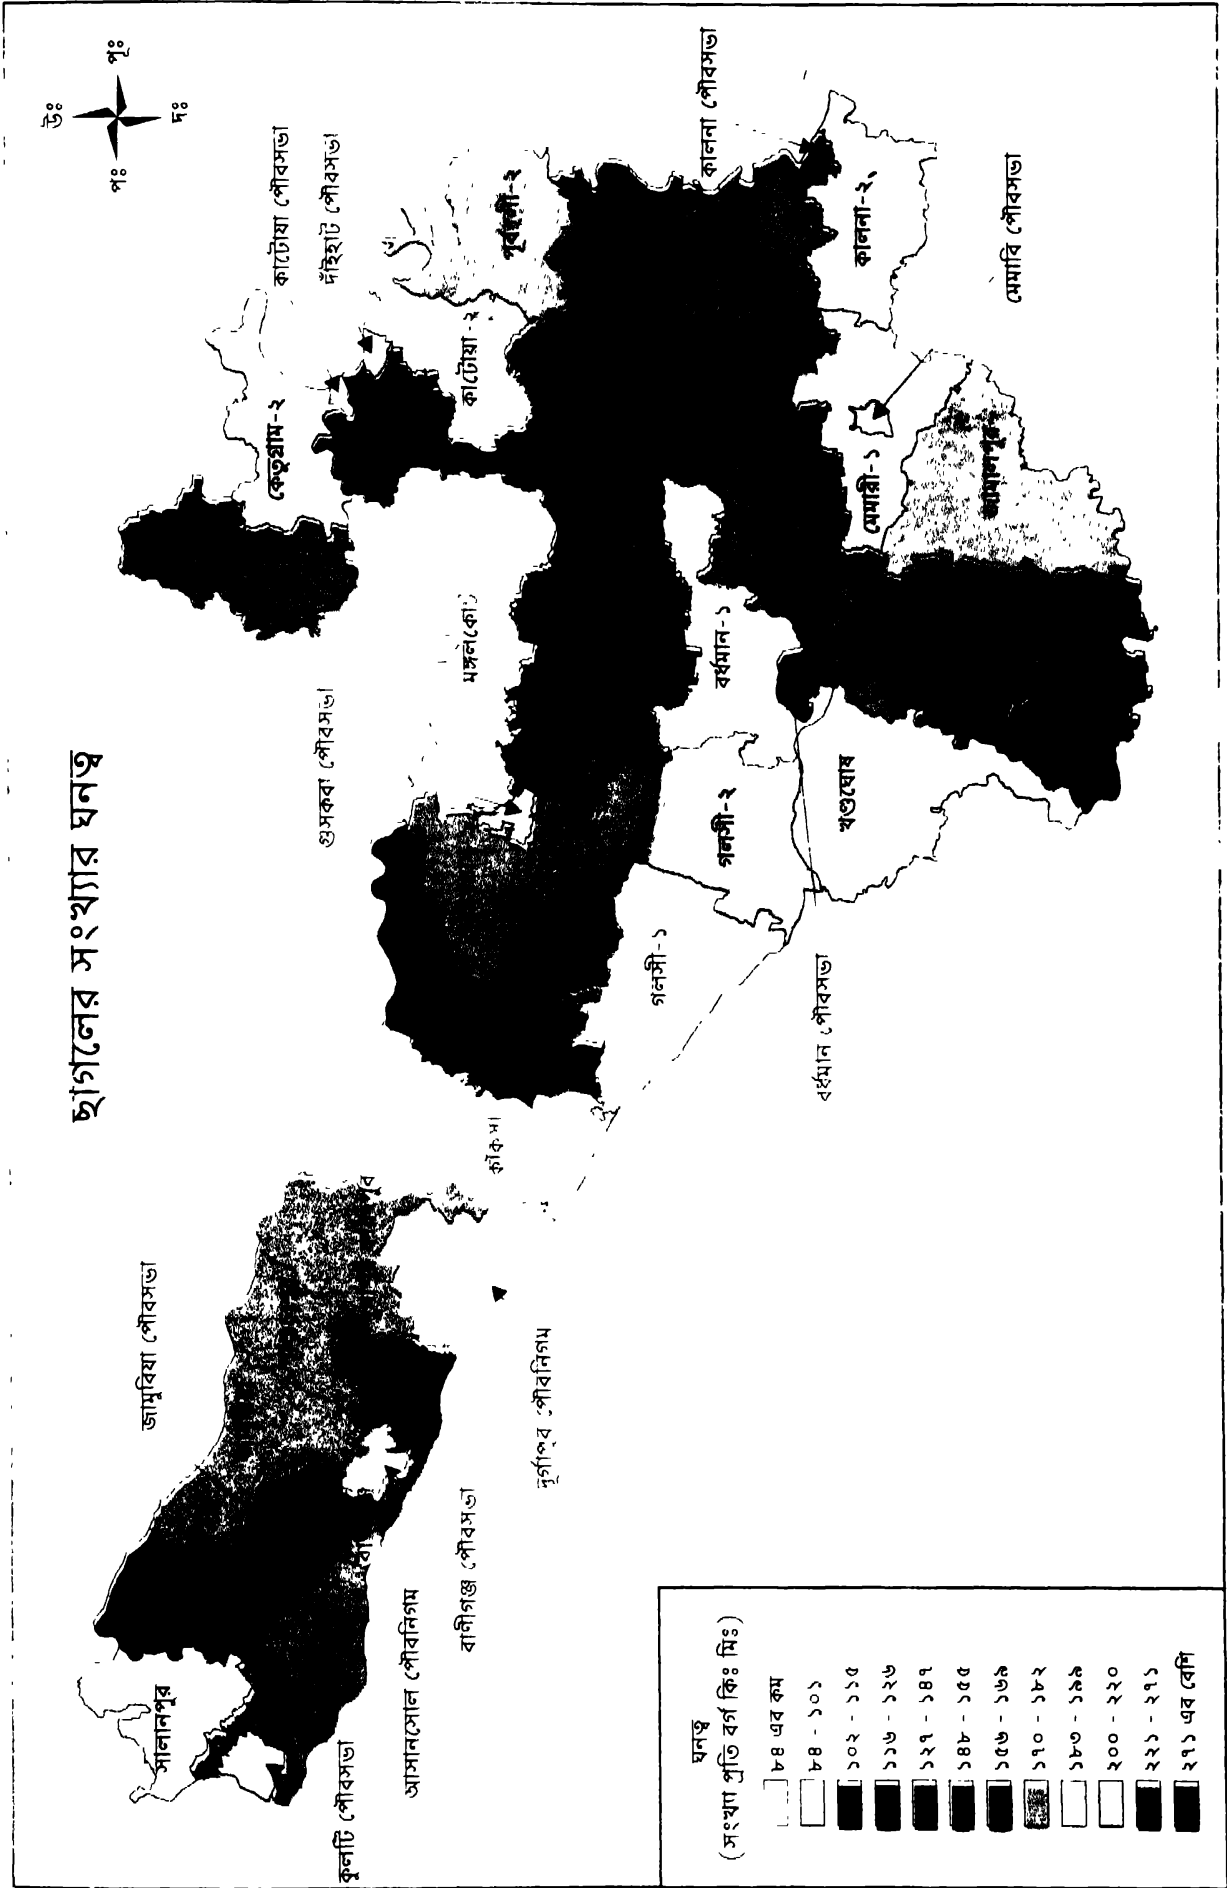 ছাগলের সংখ্যার ঘনত্ব
উঃ
পঃ
পূঃ
দঃ
জামুরিয়া পৌরসভা
গুসকরা পৌরসভা
কাটোয়া পৌরসভা
দাঁইহাট পৌরসভা
কালনা পৌরসভা
সালানপুর
কেতুগ্রাম-২
কাটোয়া-২
পূর্বস্থলী-২
মঙ্গলকোট
কাঁকসা
গলসী-১
গলসী-২
বর্ধমান-১
খণ্ডঘোষ
মেমারী-১
জামালপুর
কালনা-২
মেমারি পৌরসভা
বর্ধমান পৌরসভা
দুর্গাপুর পৌরনিগম
রাণীগঞ্জ পৌরসভা
আসানসোল পৌরনিগম
কুলটি পৌরসভা
ঘনত্ব
(সংখ্যা প্রতি বর্গ কিঃ মিঃ)
৮৪ এর কম
৮৪ - ১০১
১০২ - ১১৫
১১৬ - ১২৬
১২৭ - ১৪৭
১৪৮ - ১৫৫
১৫৬ - ১৬৯
১৭০ - ১৮২
১৮৩ - ১৯৯
২০০ - ২২০
২২১ - ২৭১
২৭১ এর বেশি